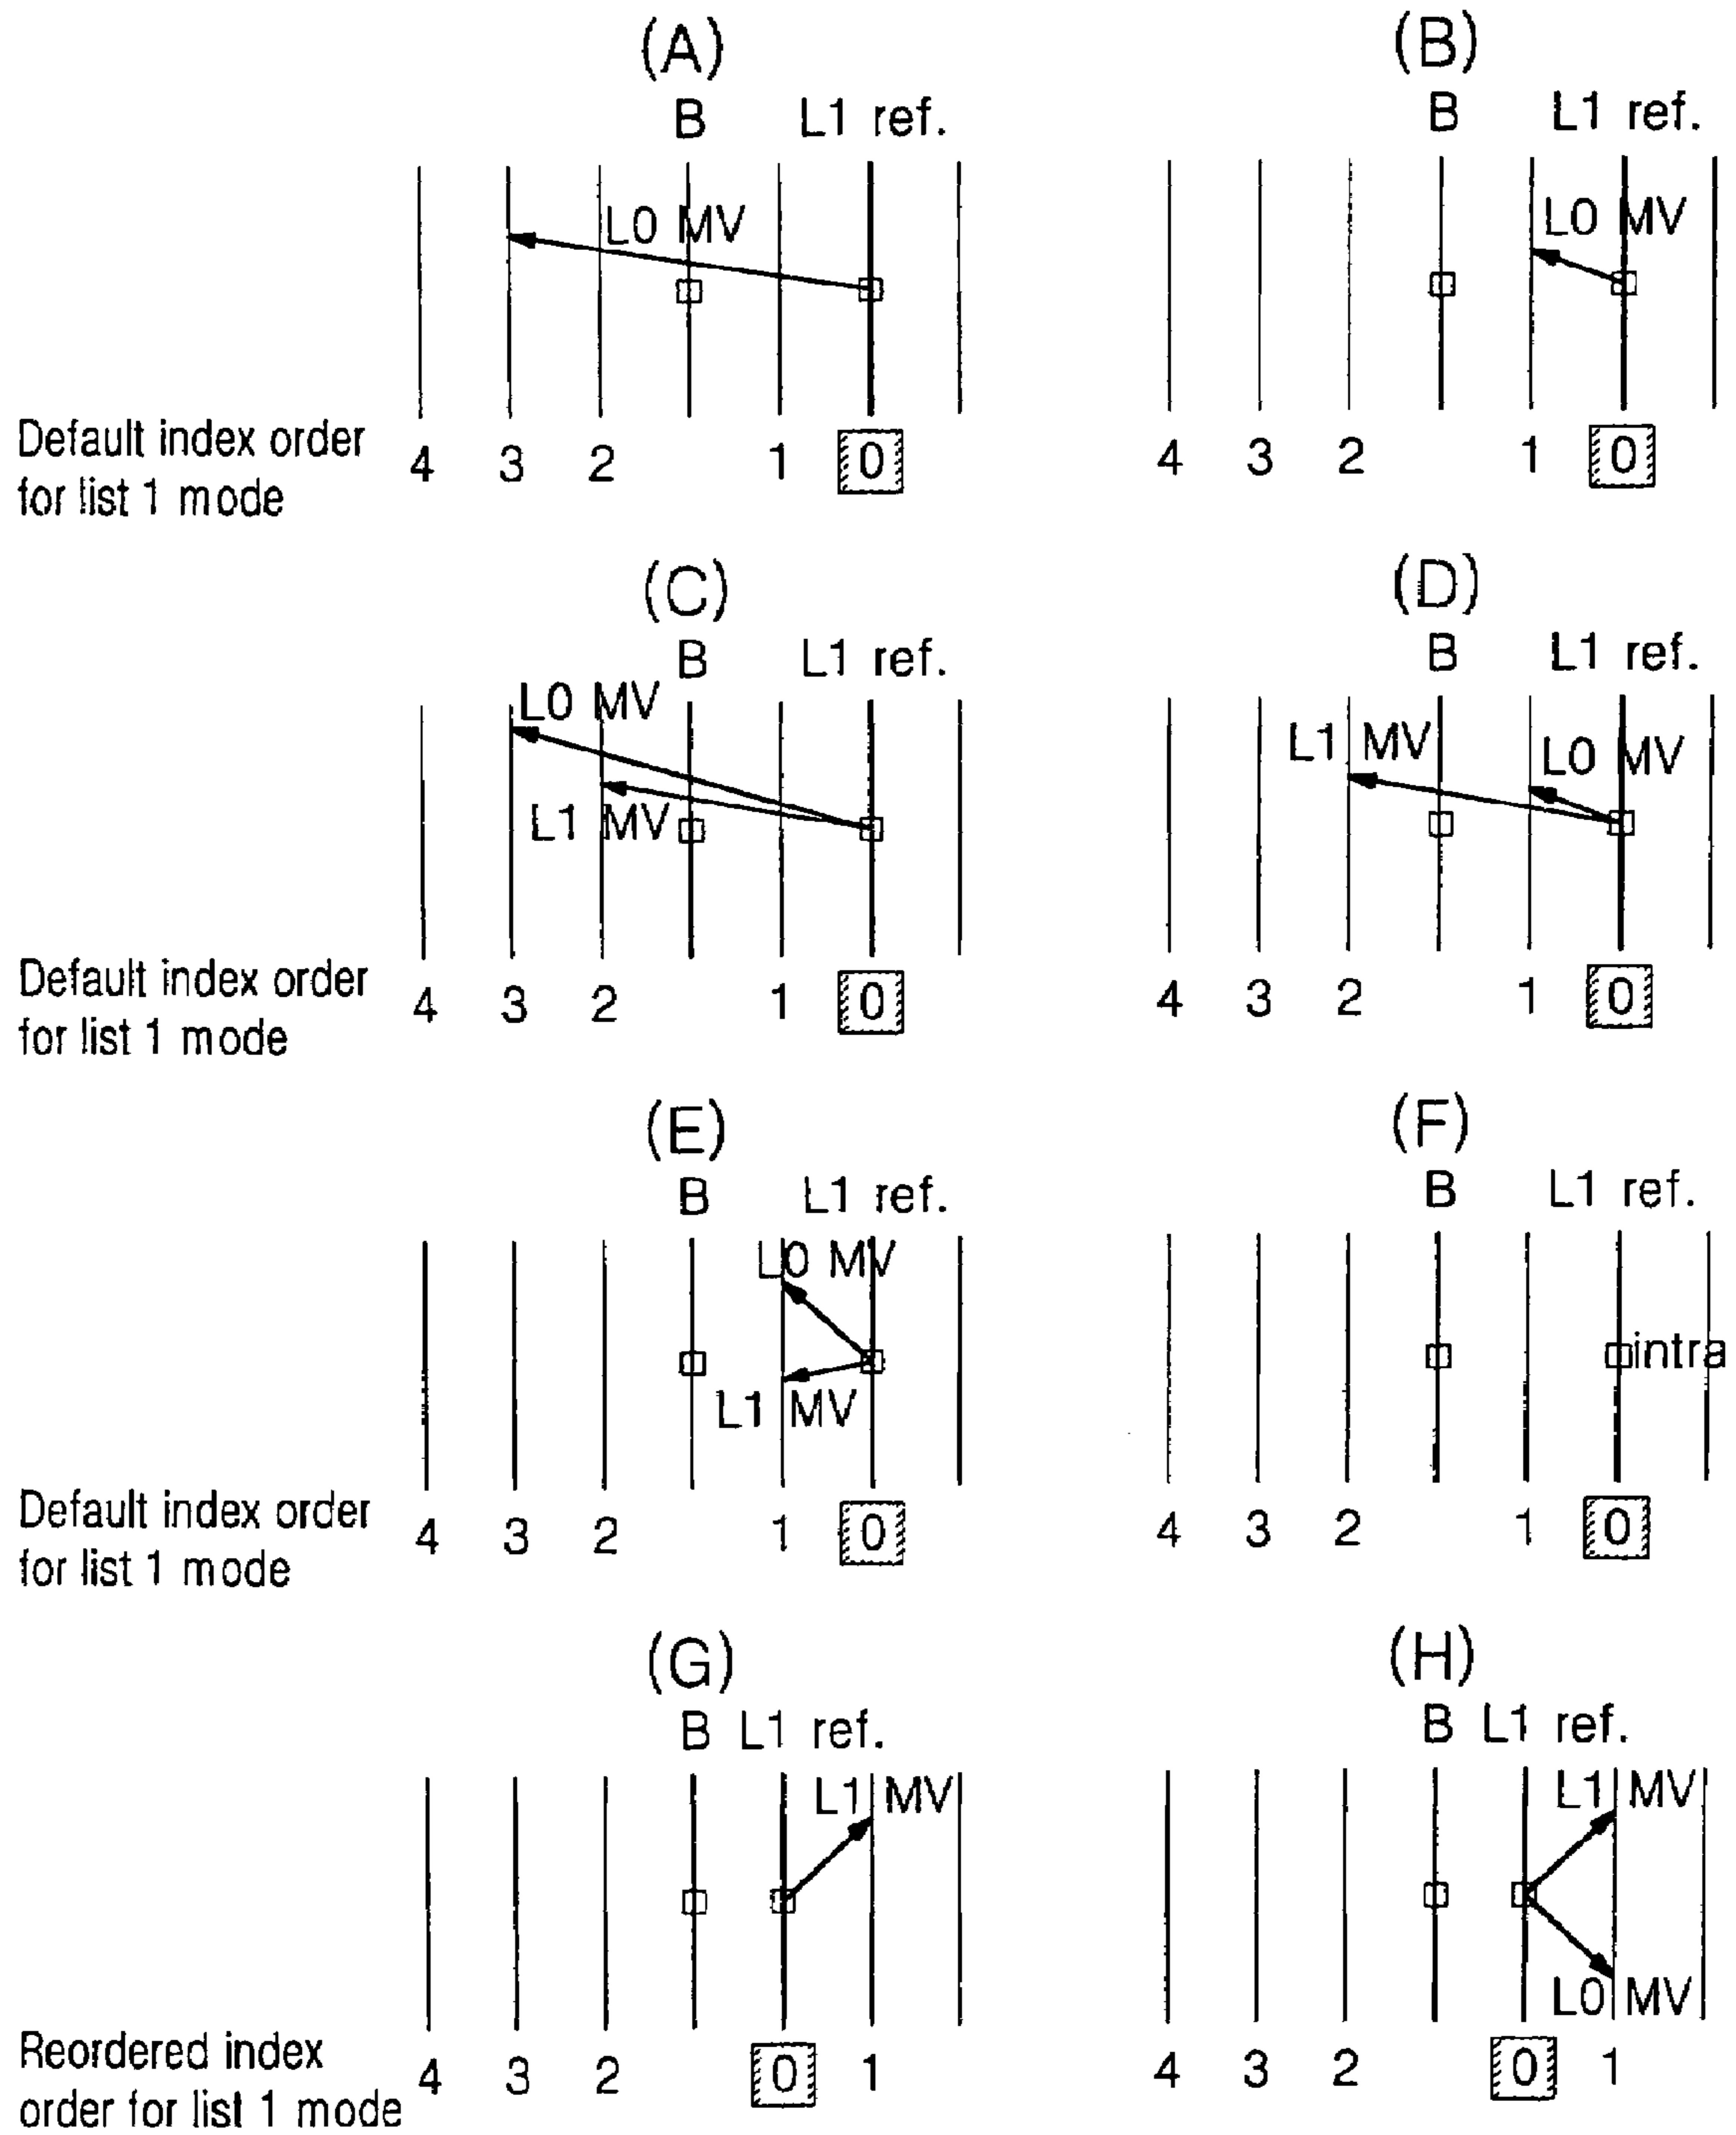 (A)
B L1 ref.
L0 MV
Default index order
for list 1 mode
4 3 2 1 0
(B)
B L1 ref.
L0 MV
4 3 2 1 0
(C)
B L1 ref.
L0 MV
L1 MV
Default index order
for list 1 mode
4 3 2 1 0
(D)
B L1 ref.
L1 MV
L0 MV
4 3 2 1 0
(E)
B L1 ref.
L0 MV
L1 MV
Default index order
for list 1 mode
4 3 2 1 0
(F)
B L1 ref.
intra
4 3 2 1 0
(G)
B L1 ref.
L1 MV
Reordered index
order for list 1 mode
4 3 2 0 1
(H)
B L1 ref.
L1 MV
L0 MV
4 3 2 0 1